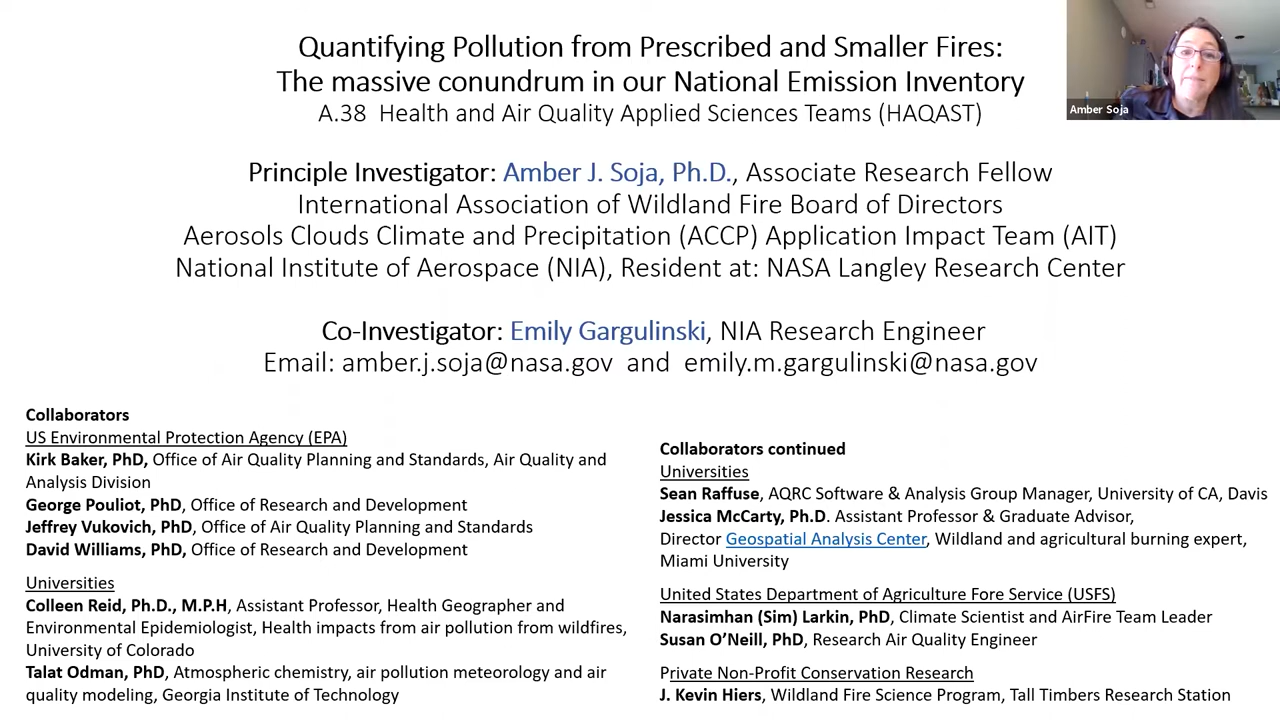 Quantifying Pollution from Prescribed and Smaller Fires:
The massive conundrum in our National Emission Inventory
A.38 Health and Air Quality Applied Sciences Teams (HAQAST)
Amber Soja
Principle Investigator: Amber J. Soja, Ph.D., Associate Research Fellow
International Association of Wildland Fire Board of Directors
Aerosols Clouds Climate and Precipitation (ACCP) Application Impact Team (AIT)
National Institute of Aerospace (NIA), Resident at: NASA Langley Research Center
Co-Investigator: Emily Gargulinski, NIA Research Engineer
Email: amber.j.soja@nasa.gov and emily.m.gargulinski@nasa.gov
Collaborators
US Environmental Protection Agency (EPA)
Kirk Baker, PhD, Office of Air Quality Planning and Standards, Air Quality and
Analysis Division
George Pouliot, PhD, Office of Research and Development
Jeffrey Vukovich, PhD, Office of Air Quality Planning and Standards
David Williams, PhD, Office of Research and Development
Universities
Colleen Reid, Ph.D., M.P.H, Assistant Professor, Health Geographer and
Environmental Epidemiologist, Health impacts from air pollution from wildfires,
University of Colorado
Talat Odman, PhD, Atmospheric chemistry, air pollution meteorology and air
quality modeling, Georgia Institute of Technology
Collaborators continued
Universities
Sean Raffuse, AQRC Software & Analysis Group Manager, University of CA, Davis
Jessica McCarty, Ph.D. Assistant Professor & Graduate Advisor,
Director Geospatial Analysis Center, Wildland and agricultural burning expert,
Miami University
United States Department of Agriculture Fore Service (USFS)
Narasimhan (Sim) Larkin, PhD, Climate Scientist and AirFire Team Leader
Susan O’Neill, PhD, Research Air Quality Engineer
Private Non-Profit Conservation Research
J. Kevin Hiers, Wildland Fire Science Program, Tall Timbers Research Station